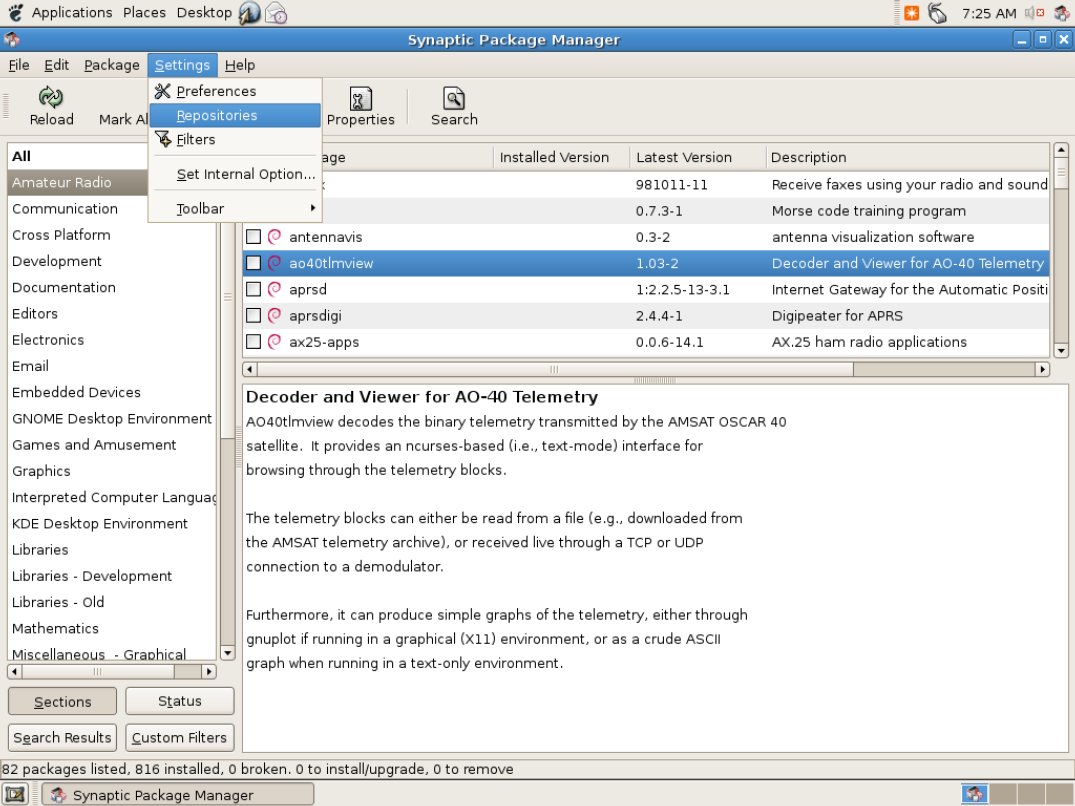 Applications Places Desktop 7:25 AM
Synaptic Package Manager
File Edit Package Settings Help
Preferences
Repositories
Filters
Set Internal Option...
Toolbar
Reload Mark Al Properties Search
All
Amateur Radio
Communication
Cross Platform
Development
Documentation
Editors
Electronics
Email
Embedded Devices
GNOME Desktop Environment
Games and Amusement
Graphics
Interpreted Computer Languag
KDE Desktop Environment
Libraries
Libraries - Development
Libraries - Old
Mathematics
Miscellaneous - Graphical
Sections Status
Search Results Custom Filters
age Installed Version Latest Version Description
x 981011-11 Receive faxes using your radio and sound
0.7.3-1 Morse code training program
antennavis 0.3-2 antenna visualization software
ao40tlmview 1.03-2 Decoder and Viewer for AO-40 Telemetry
aprsd 1:2.2.5-13-3.1 Internet Gateway for the Automatic Positi
aprsdigi 2.4.4-1 Digipeater for APRS
ax25-apps 0.0.6-14.1 AX.25 ham radio applications
Decoder and Viewer for AO-40 Telemetry
AO40tlmview decodes the binary telemetry transmitted by the AMSAT OSCAR 40
satellite. It provides an ncurses-based (i.e., text-mode) interface for
browsing through the telemetry blocks.
The telemetry blocks can either be read from a file (e.g., downloaded from
the AMSAT telemetry archive), or received live through a TCP or UDP
connection to a demodulator.
Furthermore, it can produce simple graphs of the telemetry, either through
gnuplot if running in a graphical (X11) environment, or as a crude ASCII
graph when running in a text-only environment.
82 packages listed, 816 installed, 0 broken. 0 to install/upgrade, 0 to remove
Synaptic Package Manager